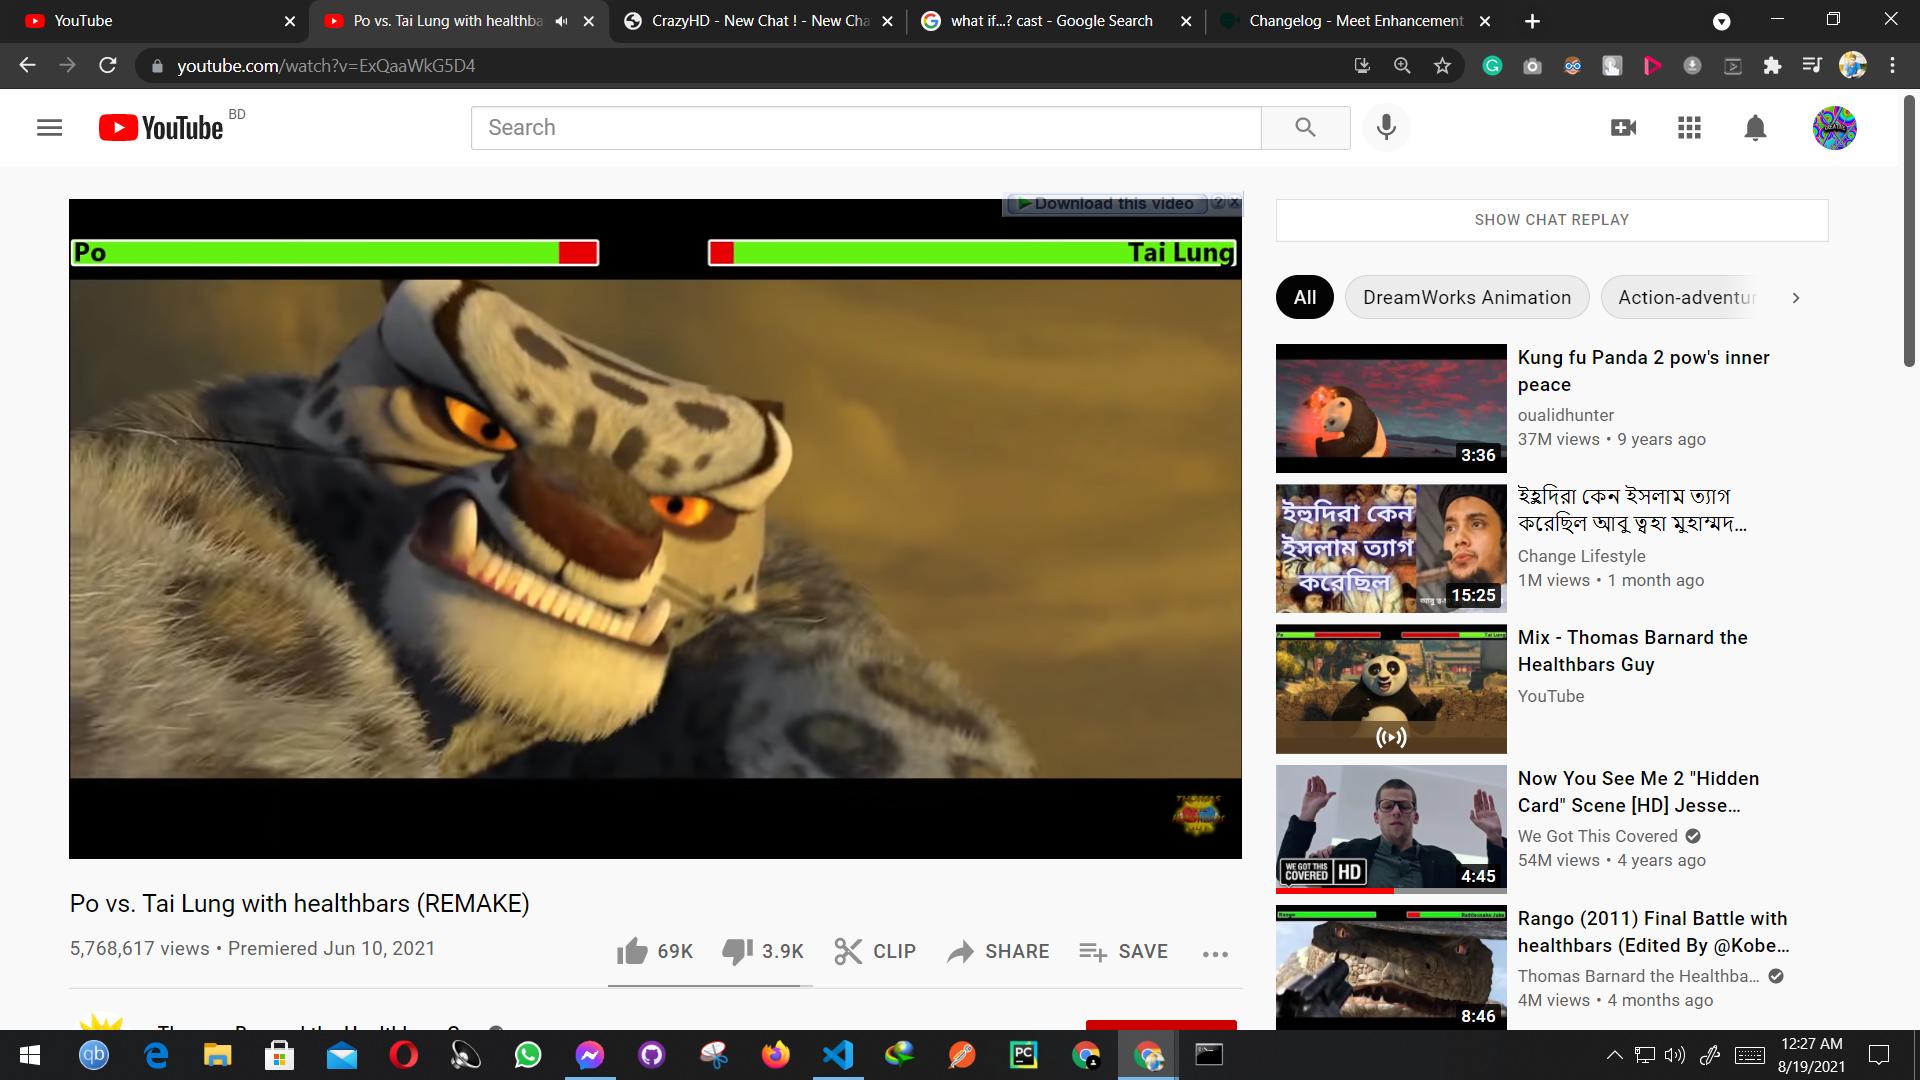 YouTube
Po vs. Tai Lung with healthba
CrazyHD - New Chat ! - New Cha
what if...? cast - Google Search
Changelog - Meet Enhancement
youtube.com/watch?v=ExQaaWkG5D4
YouTube BD
Search
Download this video
Po
Tai Lung
SHOW CHAT REPLAY
All
DreamWorks Animation
Action-adventur
Kung fu Panda 2 pow's inner
peace
oualidhunter
37M views • 9 years ago
3:36
ইহুদিরা কেন ইসলাম ত্যাগ
করেছিল আবু ত্বহা মুহাম্মদ...
Change Lifestyle
1M views • 1 month ago
ইহুদিরা কেন
ইসলাম ত্যাগ
করেছিল
15:25
Mix - Thomas Barnard the
Healthbars Guy
YouTube
Now You See Me 2 "Hidden
Card" Scene [HD] Jesse...
We Got This Covered
54M views • 4 years ago
WE GOT THIS
COVERED HD
4:45
Rango (2011) Final Battle with
healthbars (Edited By @Kobe...
Thomas Barnard the Healthba...
4M views • 4 months ago
8:46
Po vs. Tai Lung with healthbars (REMAKE)
5,768,617 views • Premiered Jun 10, 2021
69K
3.9K
CLIP
SHARE
SAVE
qb
PC
12:27 AM
8/19/2021